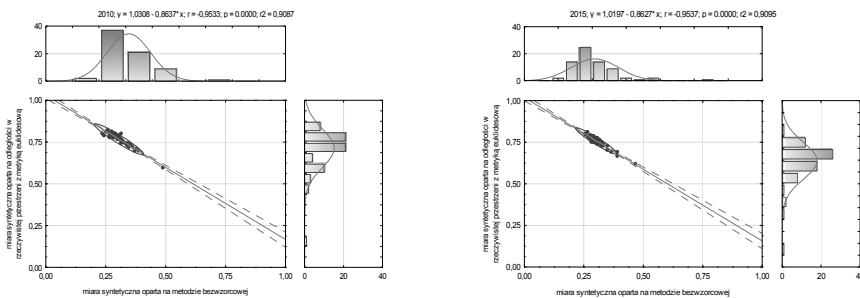 2010; y = 1,0308 - 0,8637* x; r = -0,9533; p = 0,0000; r2 = 0,9087
40
20
0
1,00
0,75
0,50
0,25
0,00
miara syntetyczna oparta na odległości w
rzeczywistej przestrzeni z metryką euklidesową
0,00 0,25 0,50 0,75 1,00
0 20 40
miara syntetyczna oparta na metodzie bezwzorcowej
2015; y = 1,0197 - 0,8627* x; r = -0,9537; p = 0,0000; r2 = 0,9095
40
20
0
1,00
0,75
0,50
0,25
0,00
miara syntetyczna oparta na odległości w
rzeczywistej przestrzeni z metryką euklidesową
0,00 0,25 0,50 0,75 1,00
0 20 4
miara syntetyczna oparta na metodzie bezwzorcowej